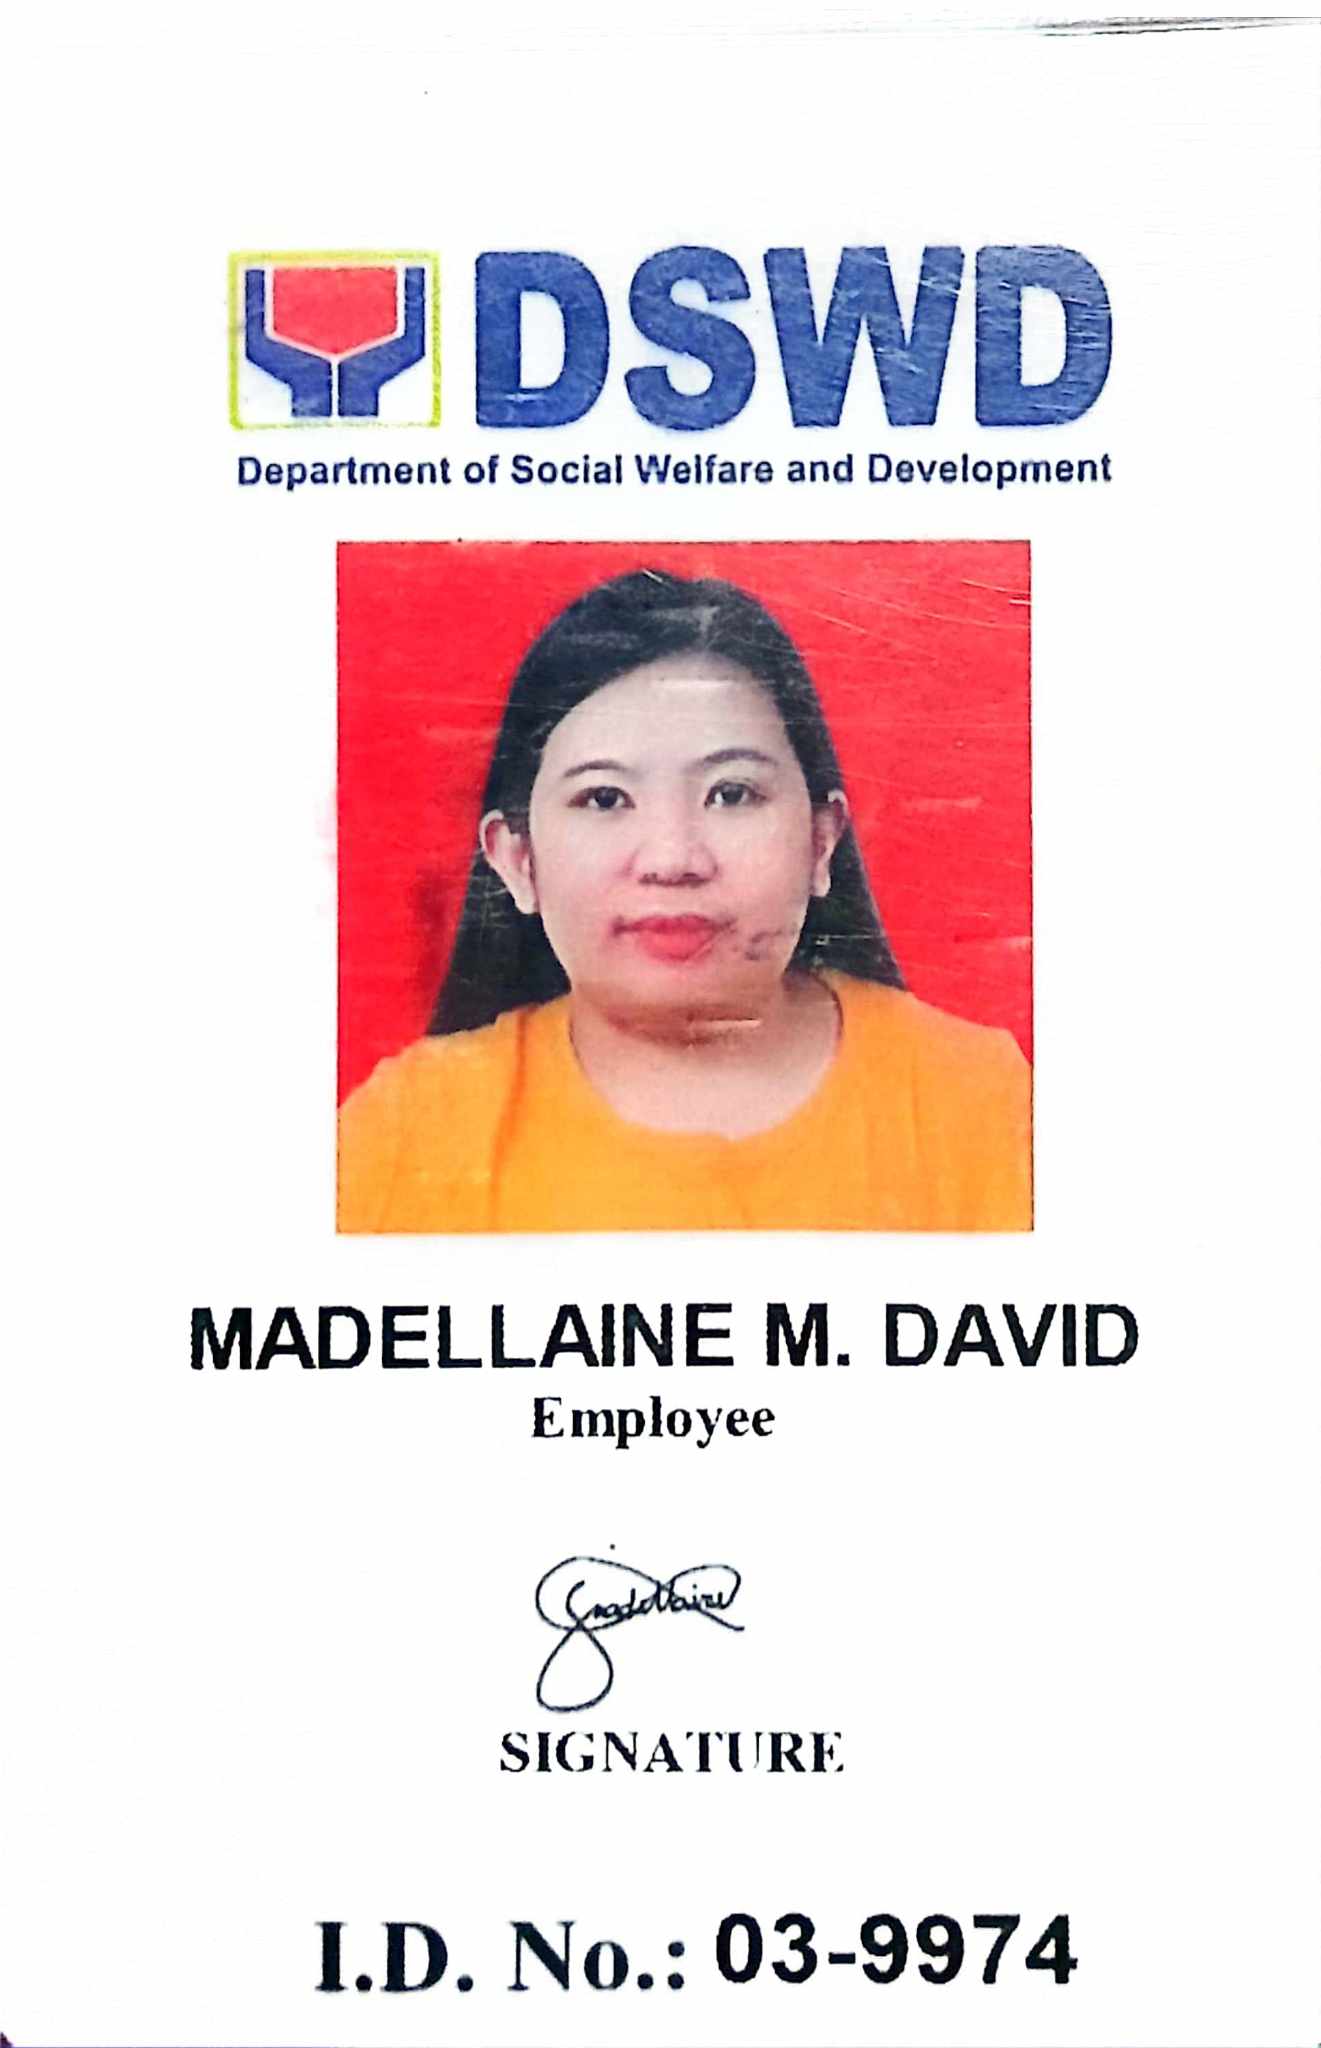 DSWD
Department of Social Welfare and Development
MADELLAINE M. DAVID
Employee
Madellaine
SIGNATURE
I.D. No.: 03-9974